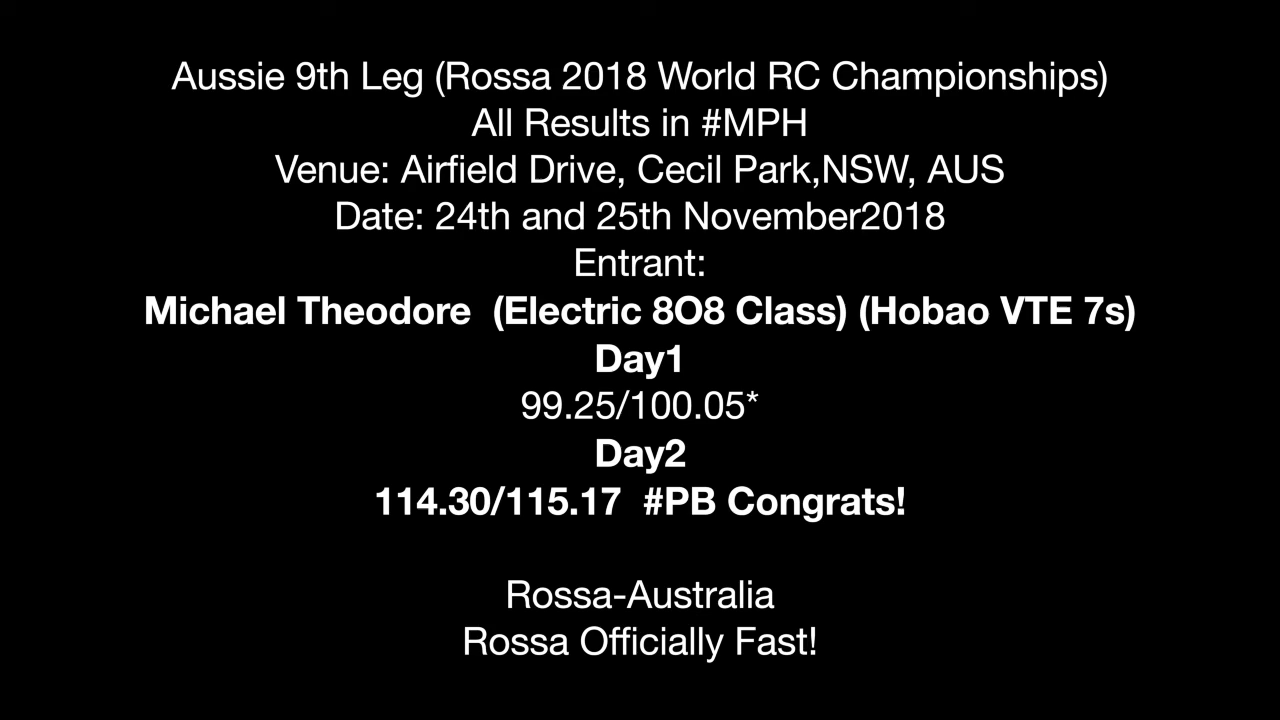 Aussie 9th Leg (Rossa 2018 World RC Championships)
All Results in #MPH
Venue: Airfield Drive, Cecil Park,NSW, AUS
Date: 24th and 25th November2018
Entrant:
Michael Theodore  (Electric 8O8 Class) (Hobao VTE 7s)
Day1
99.25/100.05*
Day2
114.30/115.17  #PB Congrats!
Rossa-Australia
Rossa Officially Fast!